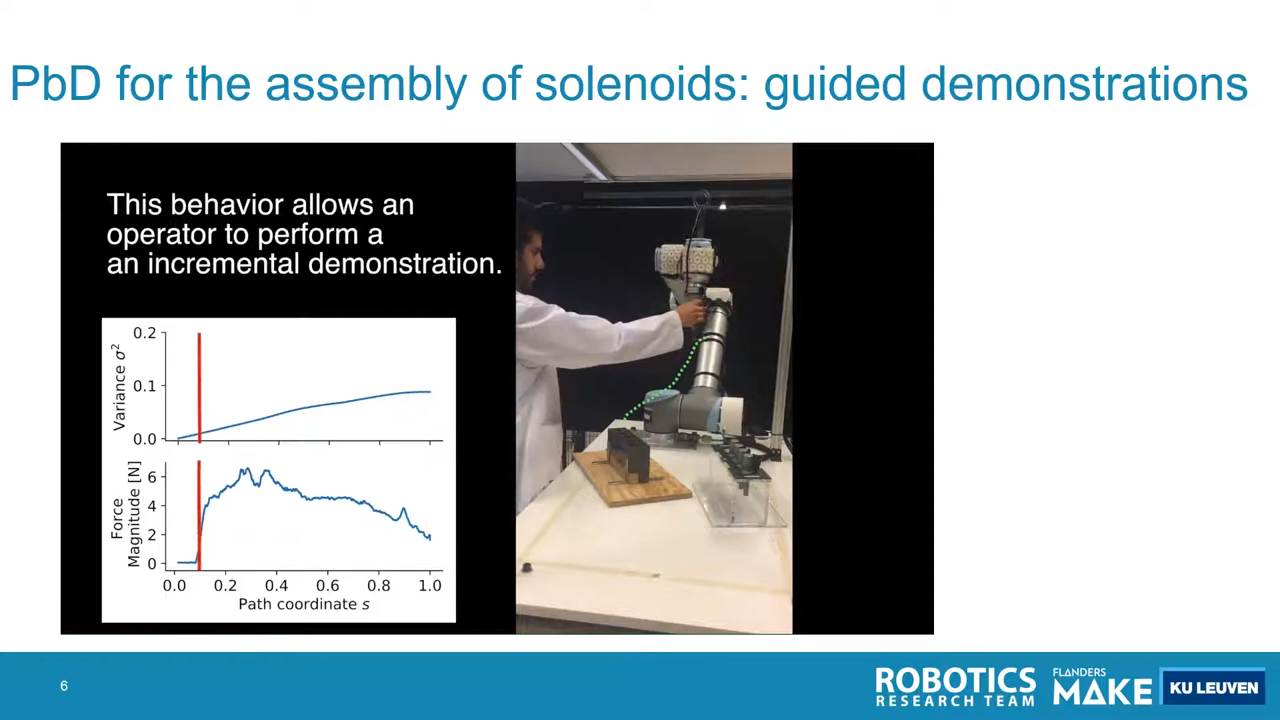 PbD for the assembly of solenoids: guided demonstrations
This behavior allows an
operator to perform a
an incremental demonstration.
0.2
0.1
0.0
Variance σ²
6
4
2
0
Force
Magnitude [N]
0.0 0.2 0.4 0.6 0.8 1.0
Path coordinate s
6
ROBOTICS
RESEARCH TEAM
FLANDERS
MAKE
KU LEUVEN